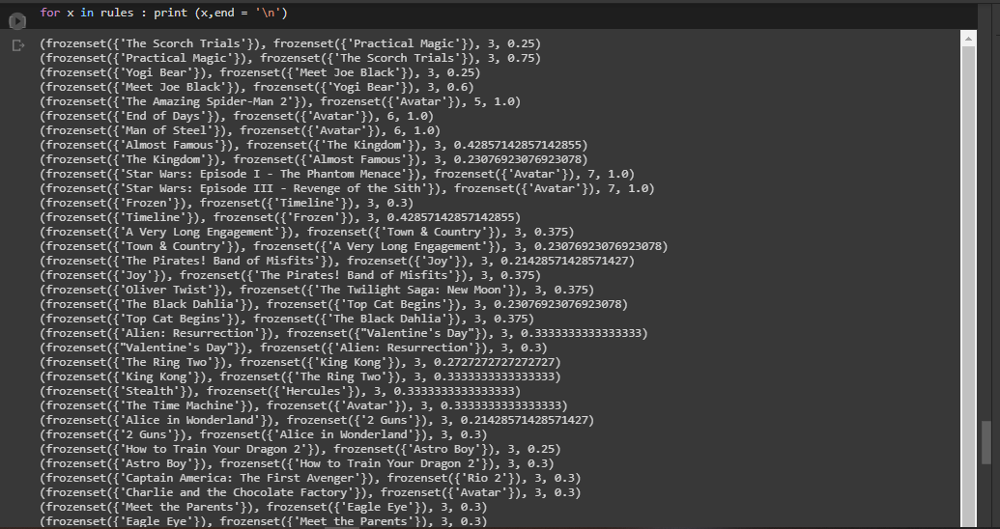 for x in rules : print (x,end = '\n')
(frozenset({'The Scorch Trials'}), frozenset({'Practical Magic'}), 3, 0.25)
(frozenset({'Practical Magic'}), frozenset({'The Scorch Trials'}), 3, 0.75)
(frozenset({'Yogi Bear'}), frozenset({'Meet Joe Black'}), 3, 0.25)
(frozenset({'Meet Joe Black'}), frozenset({'Yogi Bear'}), 3, 0.6)
(frozenset({'The Amazing Spider-Man 2'}), frozenset({'Avatar'}), 5, 1.0)
(frozenset({'End of Days'}), frozenset({'Avatar'}), 6, 1.0)
(frozenset({'Man of Steel'}), frozenset({'Avatar'}), 6, 1.0)
(frozenset({'Almost Famous'}), frozenset({'The Kingdom'}), 3, 0.42857142857142855)
(frozenset({'The Kingdom'}), frozenset({'Almost Famous'}), 3, 0.23076923076923078)
(frozenset({'Star Wars: Episode I - The Phantom Menace'}), frozenset({'Avatar'}), 7, 1.0)
(frozenset({'Star Wars: Episode III - Revenge of the Sith'}), frozenset({'Avatar'}), 7, 1.0)
(frozenset({'Frozen'}), frozenset({'Timeline'}), 3, 0.3)
(frozenset({'Timeline'}), frozenset({'Frozen'}), 3, 0.42857142857142855)
(frozenset({'A Very Long Engagement'}), frozenset({'Town & Country'}), 3, 0.375)
(frozenset({'Town & Country'}), frozenset({'A Very Long Engagement'}), 3, 0.23076923076923078)
(frozenset({'The Pirates! Band of Misfits'}), frozenset({'Joy'}), 3, 0.21428571428571427)
(frozenset({'Joy'}), frozenset({'The Pirates! Band of Misfits'}), 3, 0.375)
(frozenset({'Oliver Twist'}), frozenset({'The Twilight Saga: New Moon'}), 3, 0.375)
(frozenset({'The Black Dahlia'}), frozenset({'Top Cat Begins'}), 3, 0.23076923076923078)
(frozenset({'Top Cat Begins'}), frozenset({'The Black Dahlia'}), 3, 0.375)
(frozenset({'Alien: Resurrection'}), frozenset({"Valentine's Day"}), 3, 0.3333333333333333)
(frozenset({"Valentine's Day"}), frozenset({'Alien: Resurrection'}), 3, 0.3)
(frozenset({'The Ring Two'}), frozenset({'King Kong'}), 3, 0.2727272727272727)
(frozenset({'King Kong'}), frozenset({'The Ring Two'}), 3, 0.3333333333333333)
(frozenset({'Stealth'}), frozenset({'Hercules'}), 3, 0.3333333333333333)
(frozenset({'The Time Machine'}), frozenset({'Avatar'}), 3, 0.3333333333333333)
(frozenset({'Alice in Wonderland'}), frozenset({'2 Guns'}), 3, 0.21428571428571427)
(frozenset({'2 Guns'}), frozenset({'Alice in Wonderland'}), 3, 0.3)
(frozenset({'How to Train Your Dragon 2'}), frozenset({'Astro Boy'}), 3, 0.25)
(frozenset({'Astro Boy'}), frozenset({'How to Train Your Dragon 2'}), 3, 0.3)
(frozenset({'Captain America: The First Avenger'}), frozenset({'Rio 2'}), 3, 0.3)
(frozenset({'Charlie and the Chocolate Factory'}), frozenset({'Avatar'}), 3, 0.3)
(frozenset({'Meet the Parents'}), frozenset({'Eagle Eye'}), 3, 0.3)
(frozenset({'Eagle Eye'}), frozenset({'Meet the Parents'}), 3, 0.3)